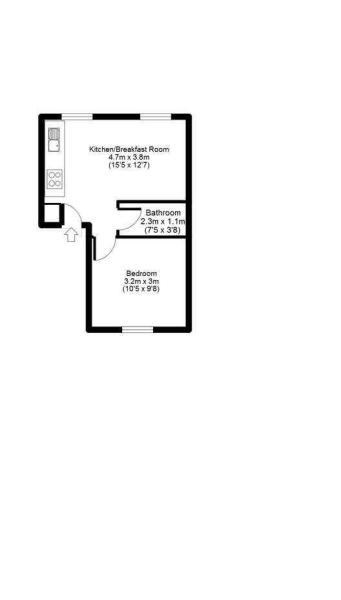 Kitchen/Breakfast Room
4.7m x 3.8m
(15'5 x 12'7)
Bathroom
2.3m x 1.1m
(7'5 x 3'8)
Bedroom
3.2m x 3m
(10'5 x 9'8)